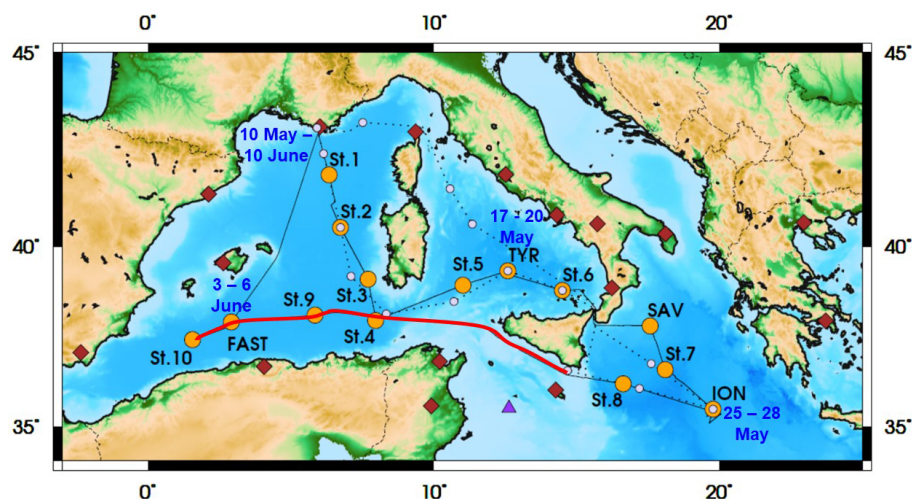 0° 10° 20°
45° 45°
10 May –
10 June
St.1
St.2
17 - 20
May
40° 40°
TYR
St.5
St.6
3 – 6
June
St.3
St.9
SAV
St.4
FAST
St.10
St.7
St.8
ION
25 – 28
May
35° 35°
0° 10° 20°